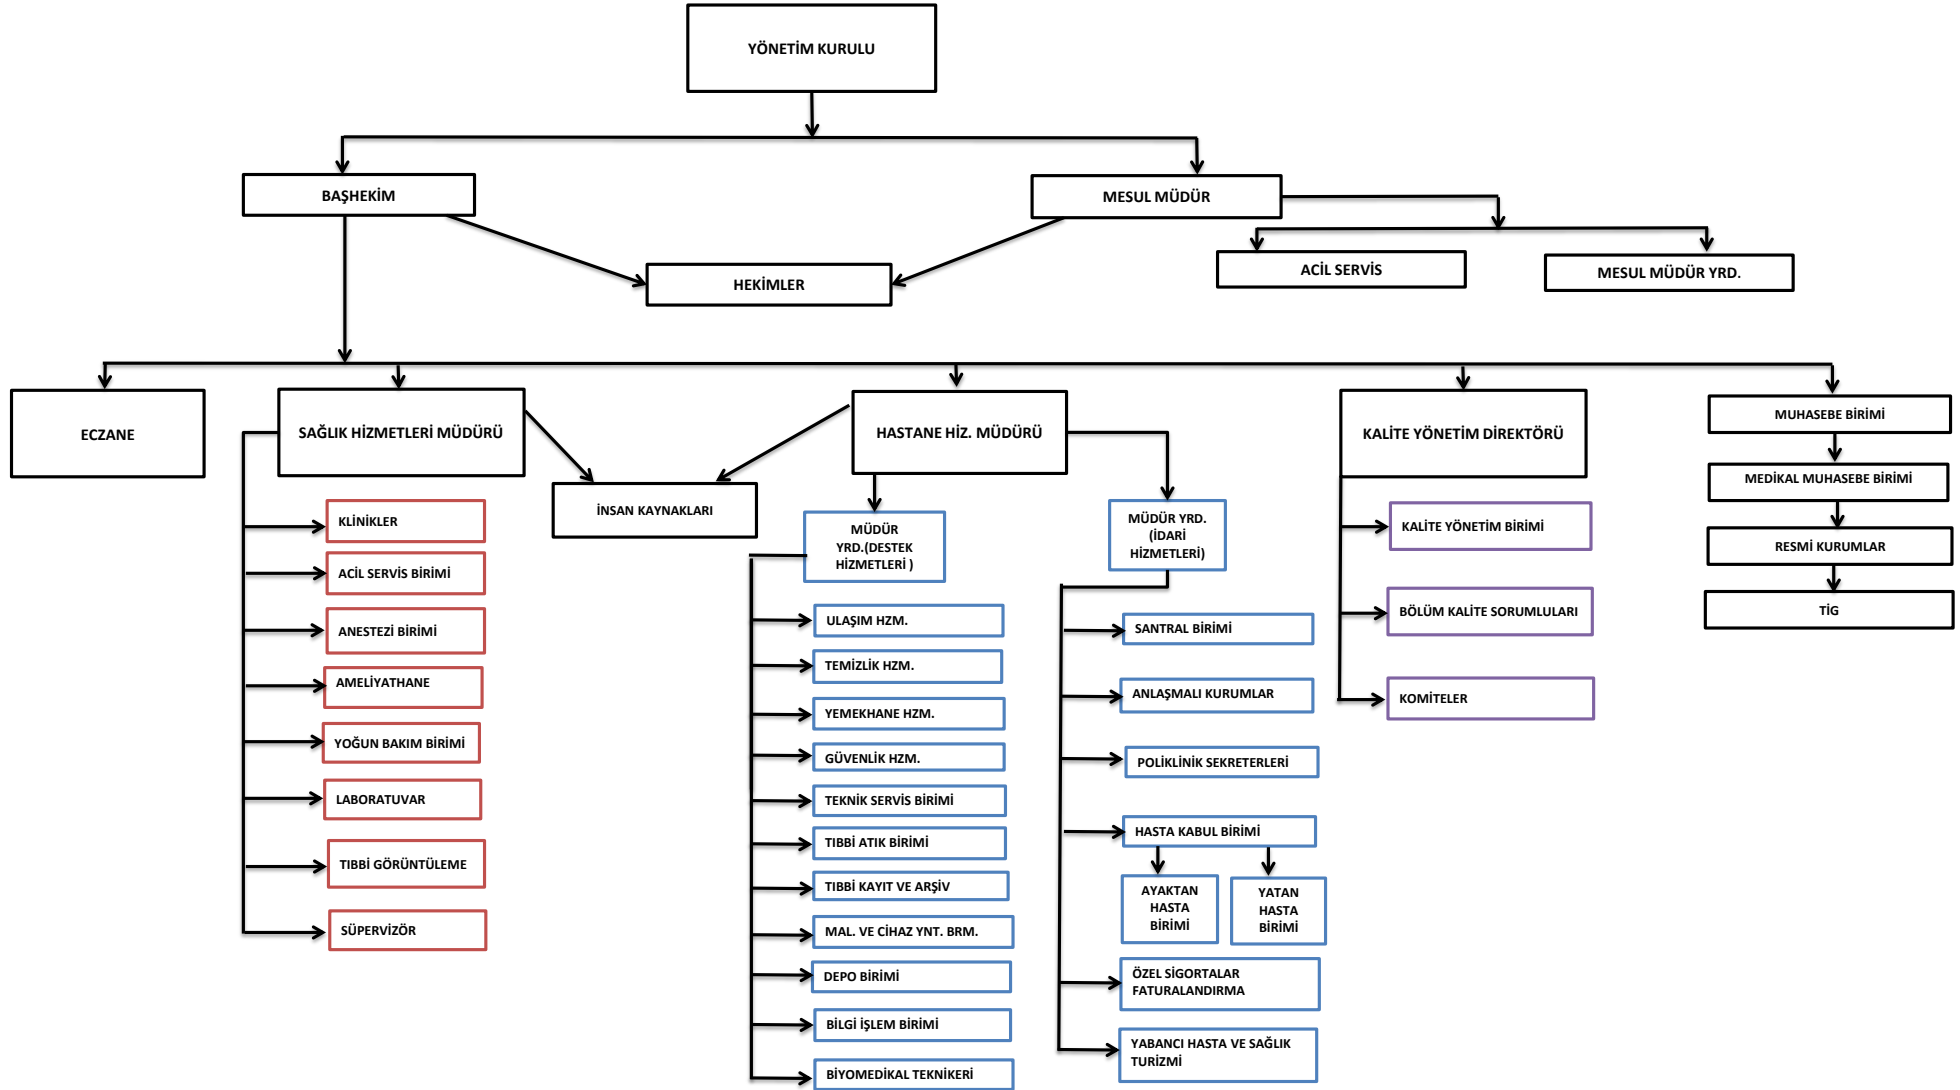 YÖNETİM KURULU
BAŞHEKİM
MESUL MÜDÜR
HEKİMLER
ACİL SERVİS
MESUL MÜDÜR YRD.
ECZANE
SAĞLIK HİZMETLERİ MÜDÜRÜ
HASTANE HİZ. MÜDÜRÜ
KALİTE YÖNETİM DİREKTÖRÜ
MUHASEBE BİRİMİ
MEDİKAL MUHASEBE BİRİMİ
RESMİ KURUMLAR
TİG
İNSAN KAYNAKLARI
KLİNİKLER
ACİL SERVİS BİRİMİ
ANESTEZİ BİRİMİ
AMELİYATHANE
YOĞUN BAKIM BİRİMİ
LABORATUVAR
TIBBİ GÖRÜNTÜLEME
SÜPERVİZÖR
MÜDÜR
YRD.(DESTEK
HİZMETLERİ )
ULAŞIM HZM.
TEMİZLİK HZM.
YEMEKHANE HZM.
GÜVENLİK HZM.
TEKNİK SERVİS BİRİMİ
TIBBİ ATIK BİRİMİ
TIBBİ KAYIT VE ARŞİV
MAL. VE CİHAZ YNT. BRM.
DEPO BİRİMİ
BİLGİ İŞLEM BİRİMİ
BİYOMEDİKAL TEKNİKERİ
MÜDÜR YRD.
(İDARİ
HİZMETLERİ)
SANTRAL BİRİMİ
ANLAŞMALI KURUMLAR
POLİKLİNİK SEKRETERLERİ
HASTA KABUL BİRİMİ
AYAKTAN
HASTA
BİRİMİ
YATAN
HASTA
BİRİMİ
ÖZEL SİGORTALAR
FATURALANDIRMA
YABANCI HASTA VE SAĞLIK
TURİZMİ
KALİTE YÖNETİM BİRİMİ
BÖLÜM KALİTE SORUMLULARI
KOMİTELER